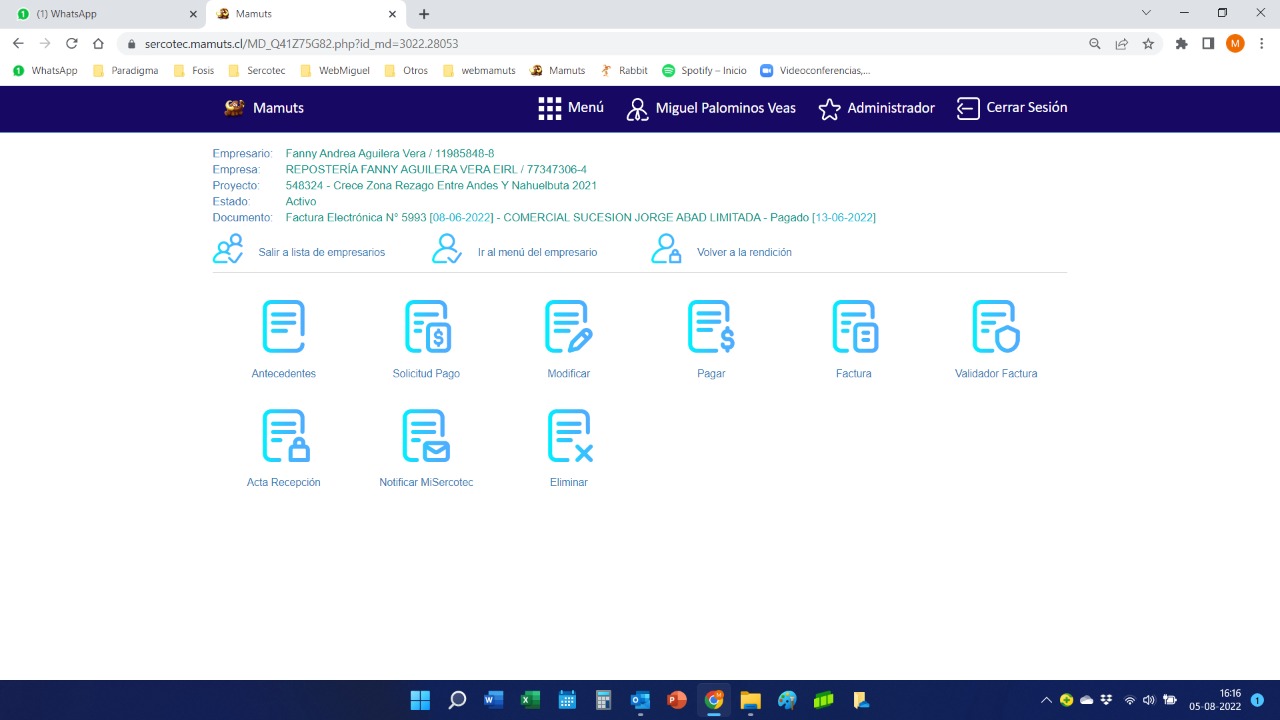 (1) WhatsApp
Mamuts
sercotec.mamuts.cl/MD_Q41Z75G82.php?id_md=3022.28053
M
WhatsApp Paradigma Fosis Sercotec WebMiguel Otros webmamuts Mamuts Rabbit Spotify – Inicio Videoconferencias,...
Mamuts Menú Miguel Palominos Veas Administrador Cerrar Sesión
Empresario: Fanny Andrea Aguilera Vera / 11985848-8
Empresa: REPOSTERÍA FANNY AGUILERA VERA EIRL / 77347306-4
Proyecto: 548324 - Crece Zona Rezago Entre Andes Y Nahuelbuta 2021
Estado: Activo
Documento: Factura Electrónica N° 5993 [08-06-2022] - COMERCIAL SUCESION JORGE ABAD LIMITADA - Pagado [13-06-2022]
Salir a lista de empresarios Ir al menú del empresario Volver a la rendición
Antecedentes Solicitud Pago Modificar Pagar Factura Validador Factura
Acta Recepción Notificar MiSercotec Eliminar
16:16
05-08-2022
1